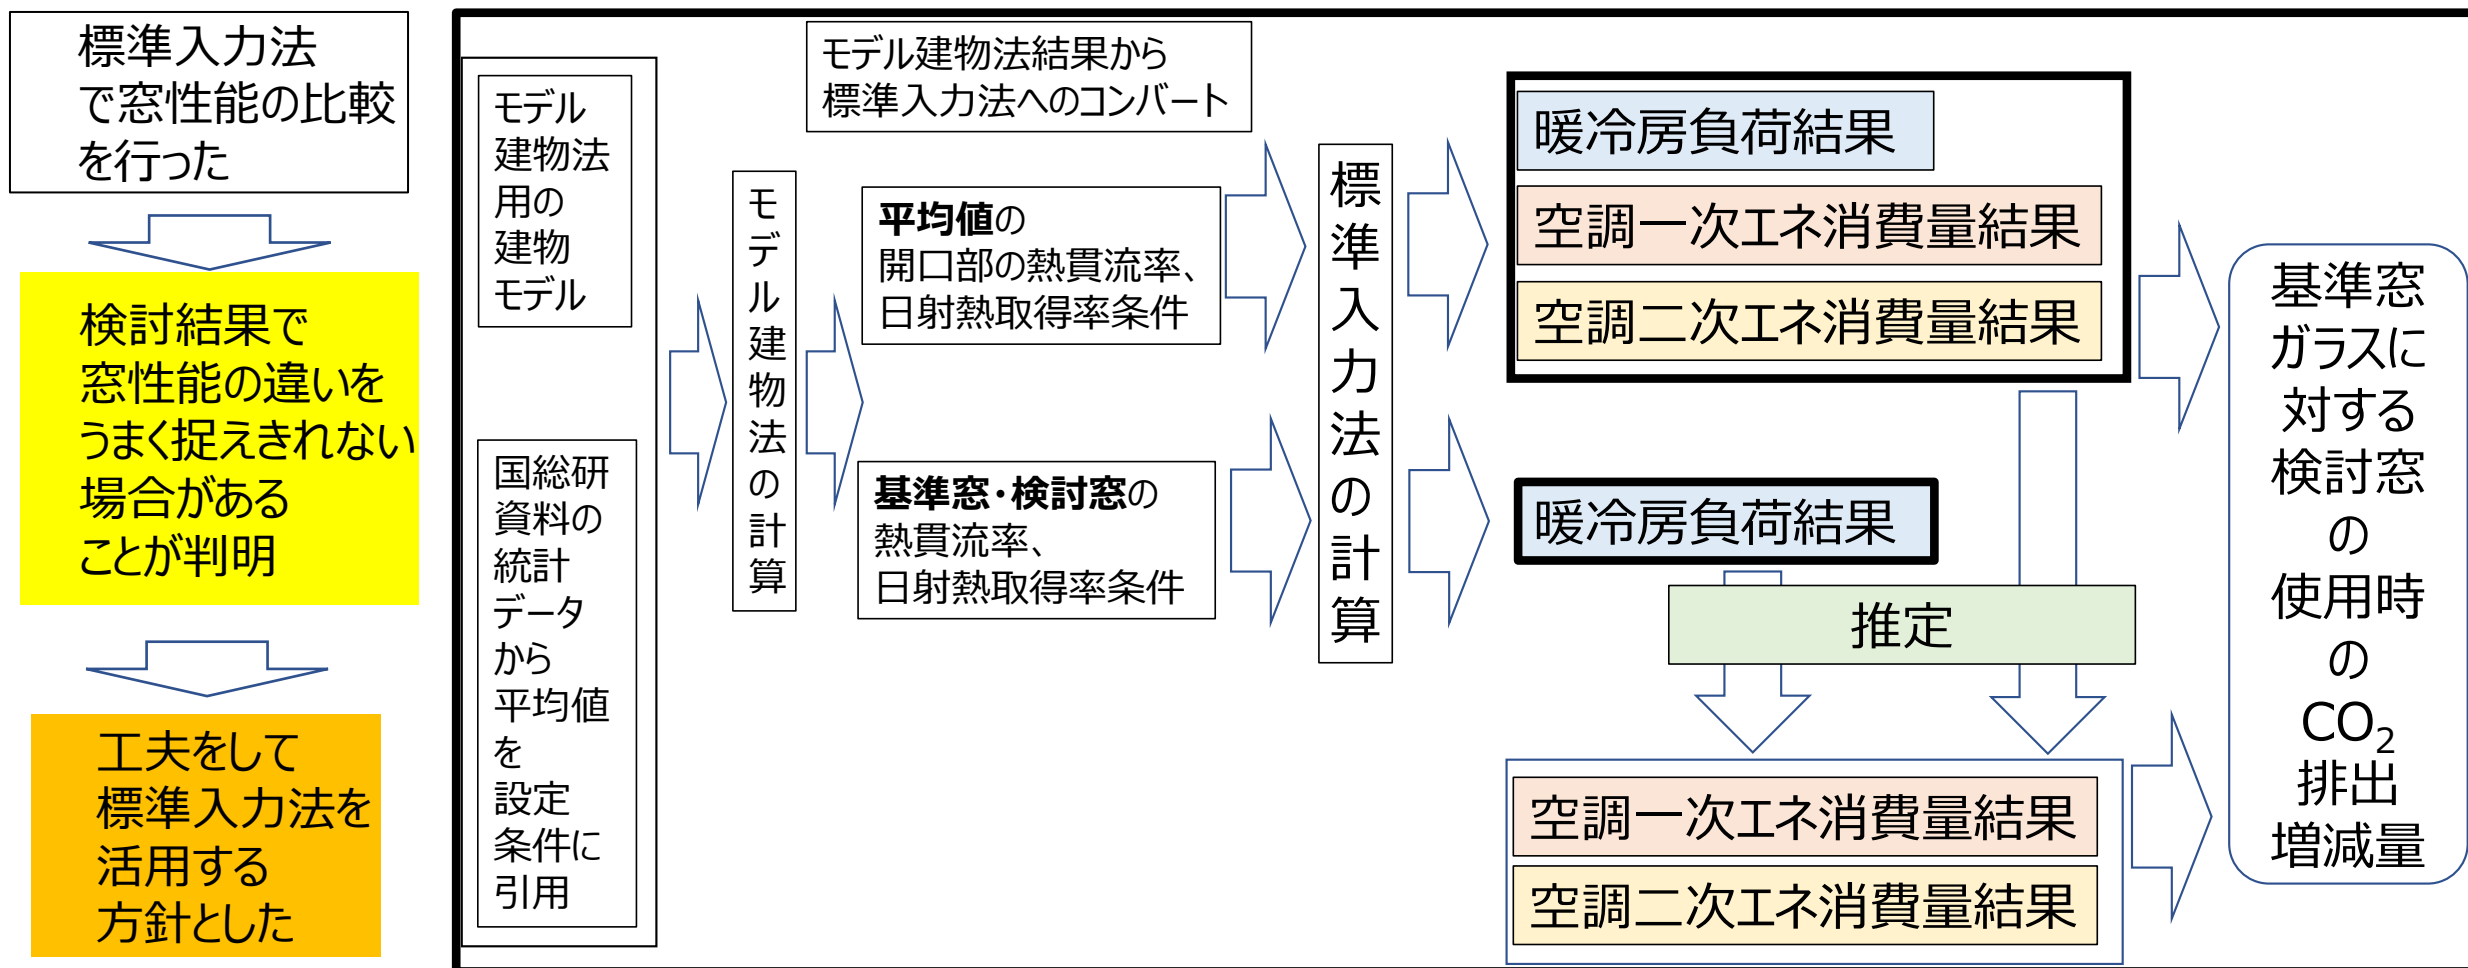 標準入力法
で窓性能の比較
を行った
検討結果で
窓性能の違いを
うまく捉えきれない
場合がある
ことが判明
工夫をして
標準入力法を
活用する
方針とした
モデル
建物法
用の
建物
モデル
国総研
資料の
統計
データ
から
平均値
を
設定
条件に
引用
モデル建物法の計算
モデル建物法結果から
標準入力法へのコンバート
平均値の
開口部の熱貫流率、
日射熱取得率条件
基準窓・検討窓の
熱貫流率、
日射熱取得率条件
標準入力法の計算
暖冷房負荷結果
空調一次エネ消費量結果
空調二次エネ消費量結果
暖冷房負荷結果
推定
空調一次エネ消費量結果
空調二次エネ消費量結果
基準窓
ガラスに
対する
検討窓
の
使用時
の
CO₂
排出
増減量